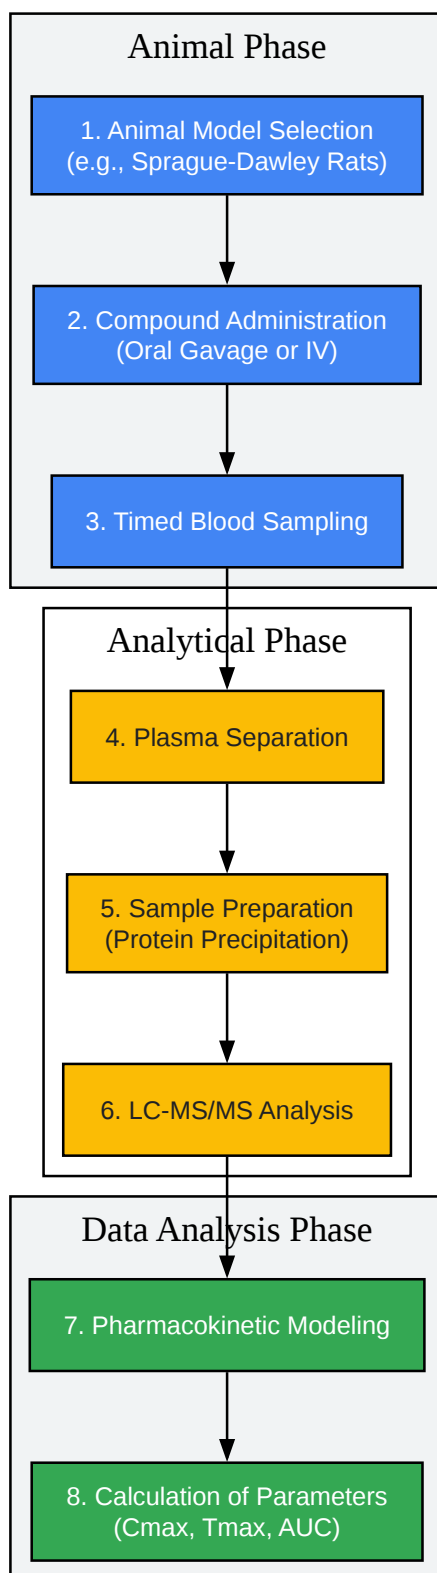 Animal Phase
1. Animal Model Selection
(e.g., Sprague-Dawley Rats)
2. Compound Administration
(Oral Gavage or IV)
3. Timed Blood Sampling
Analytical Phase
4. Plasma Separation
5. Sample Preparation
(Protein Precipitation)
6. LC-MS/MS Analysis
Data Analysis Phase
7. Pharmacokinetic Modeling
8. Calculation of Parameters
(Cmax, Tmax, AUC)